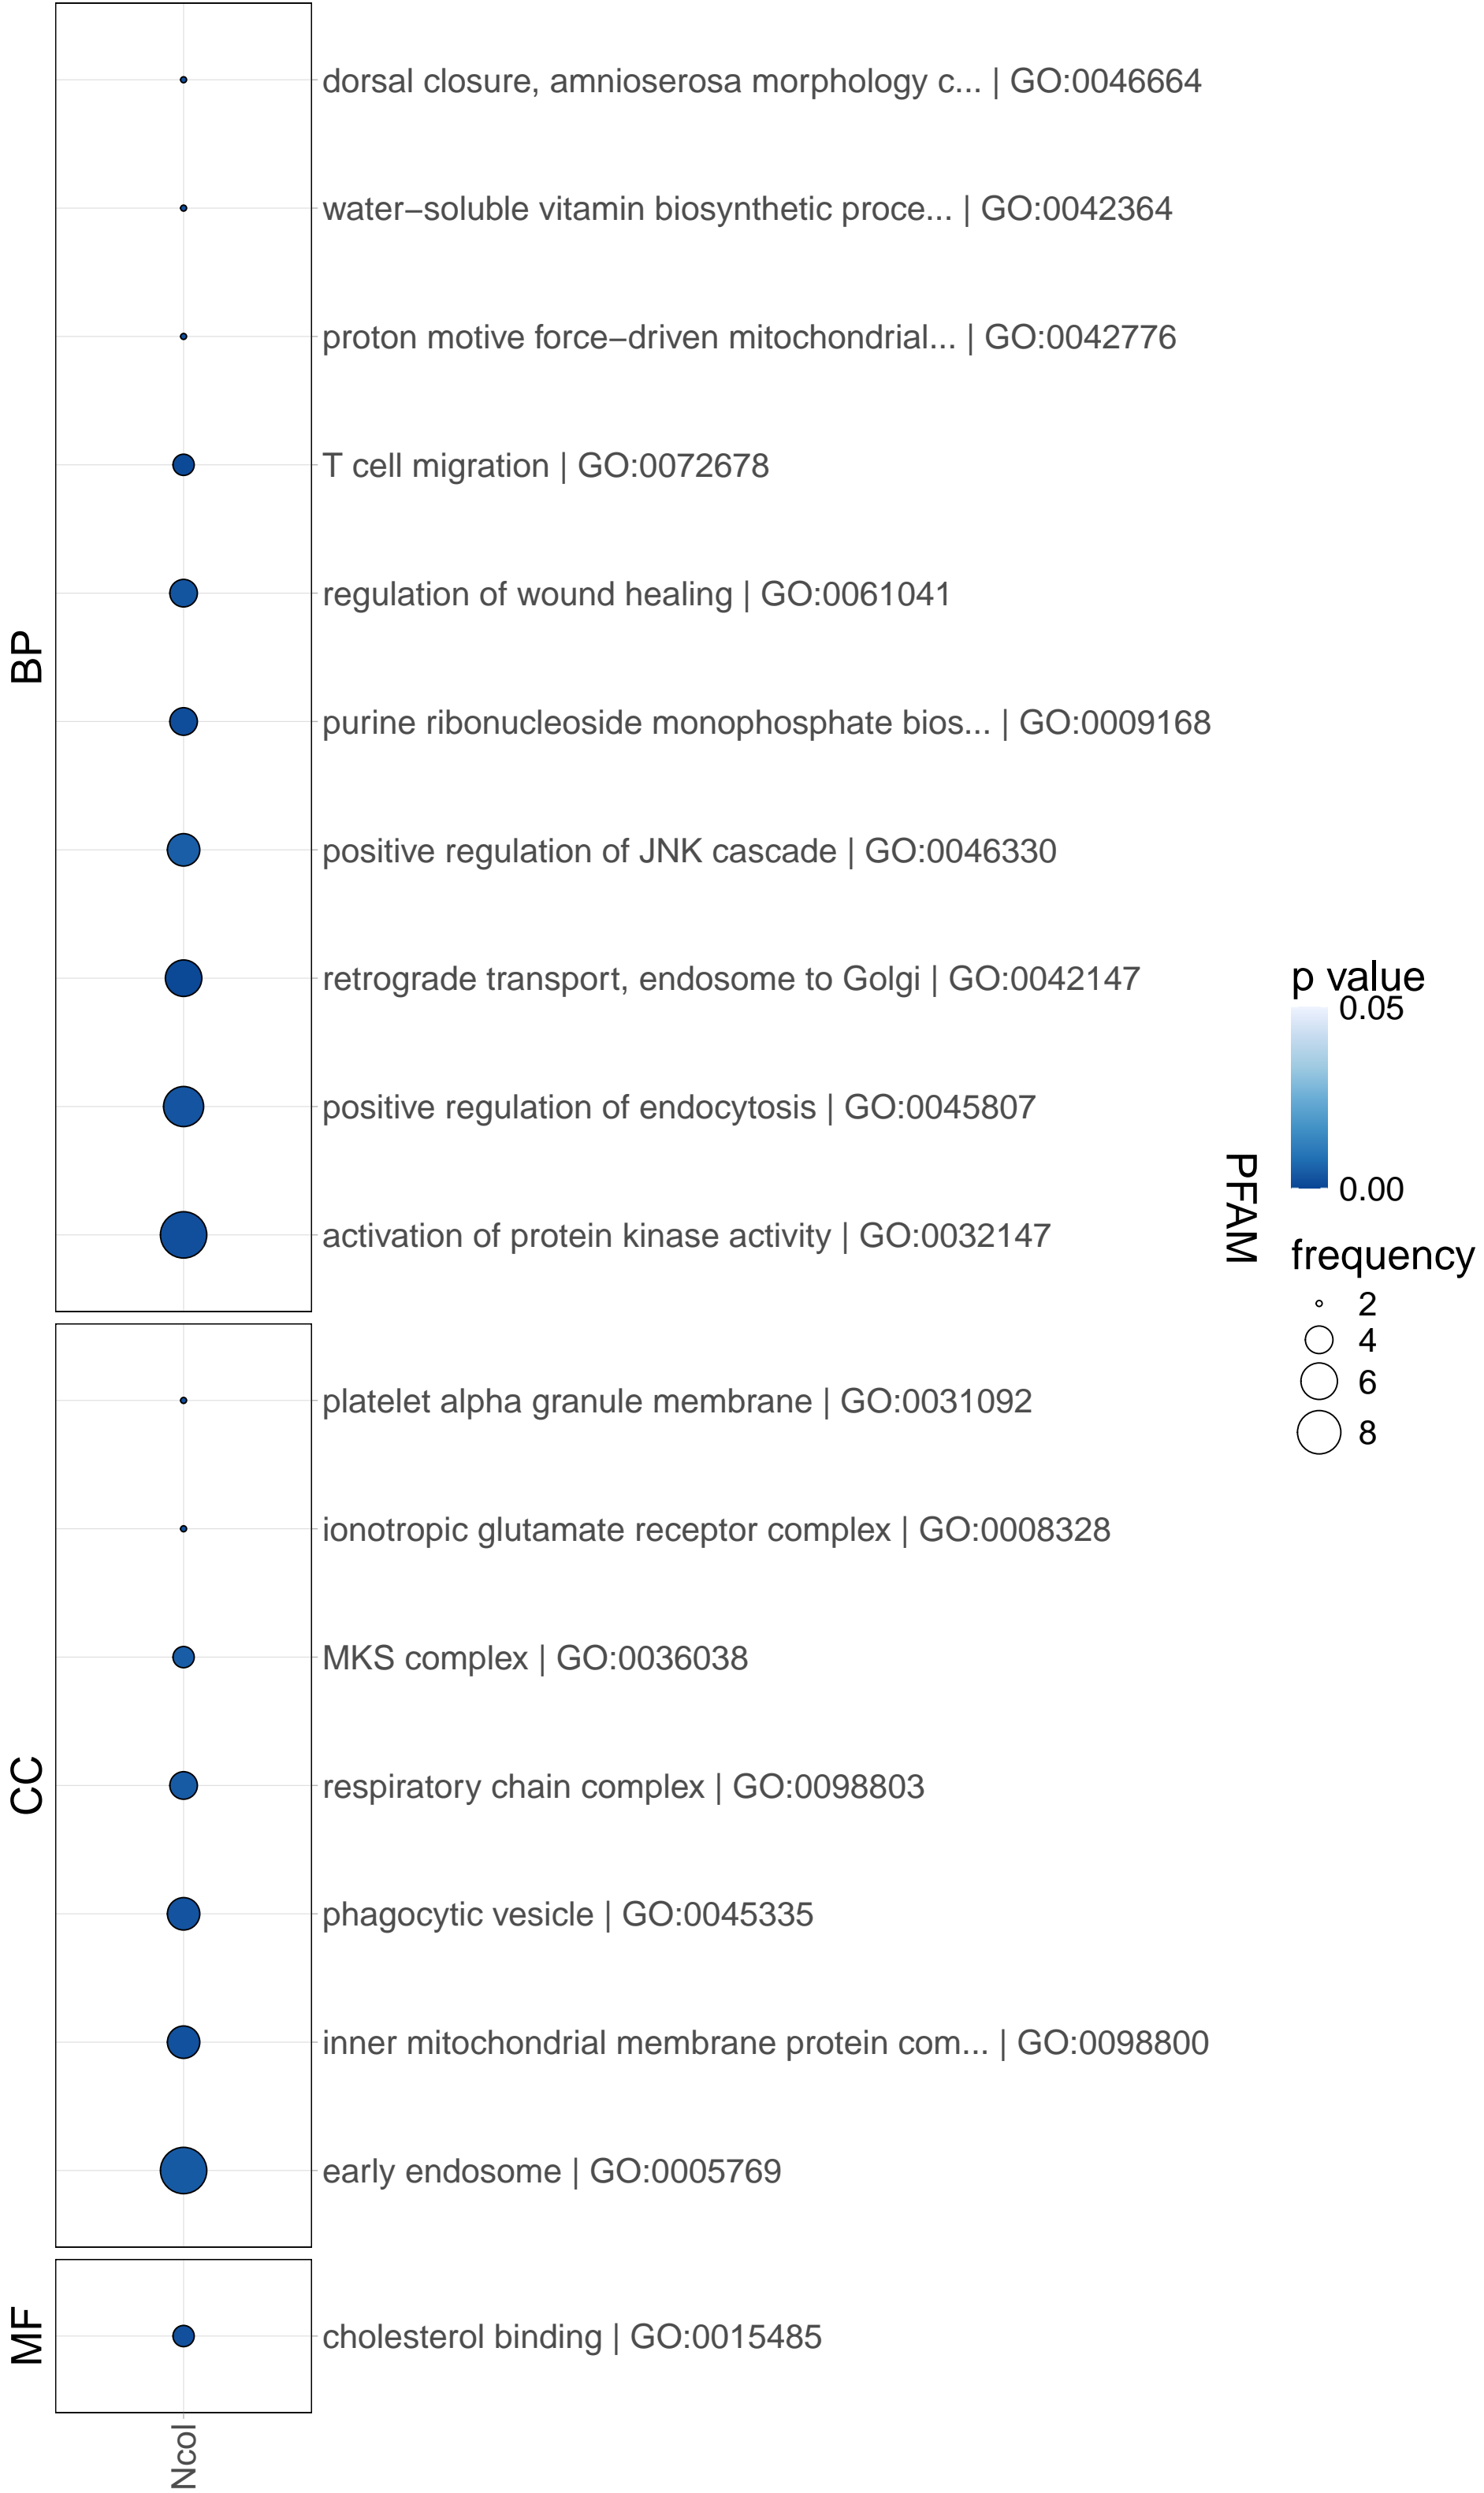 BP
dorsal closure, amnioserosa morphology c... | GO:0046664
water−soluble vitamin biosynthetic proce... | GO:0042364
proton motive force−driven mitochondrial... | GO:0042776
T cell migration | GO:0072678
regulation of wound healing | GO:0061041
purine ribonucleoside monophosphate bios... | GO:0009168
positive regulation of JNK cascade | GO:0046330
retrograde transport, endosome to Golgi | GO:0042147
positive regulation of endocytosis | GO:0045807
activation of protein kinase activity | GO:0032147
CC
platelet alpha granule membrane | GO:0031092
ionotropic glutamate receptor complex | GO:0008328
MKS complex | GO:0036038
respiratory chain complex | GO:0098803
phagocytic vesicle | GO:0045335
inner mitochondrial membrane protein com... | GO:0098800
early endosome | GO:0005769
MF
cholesterol binding | GO:0015485
Ncol
PFAM
p value
0.05
0.00
frequency
2
4
6
8